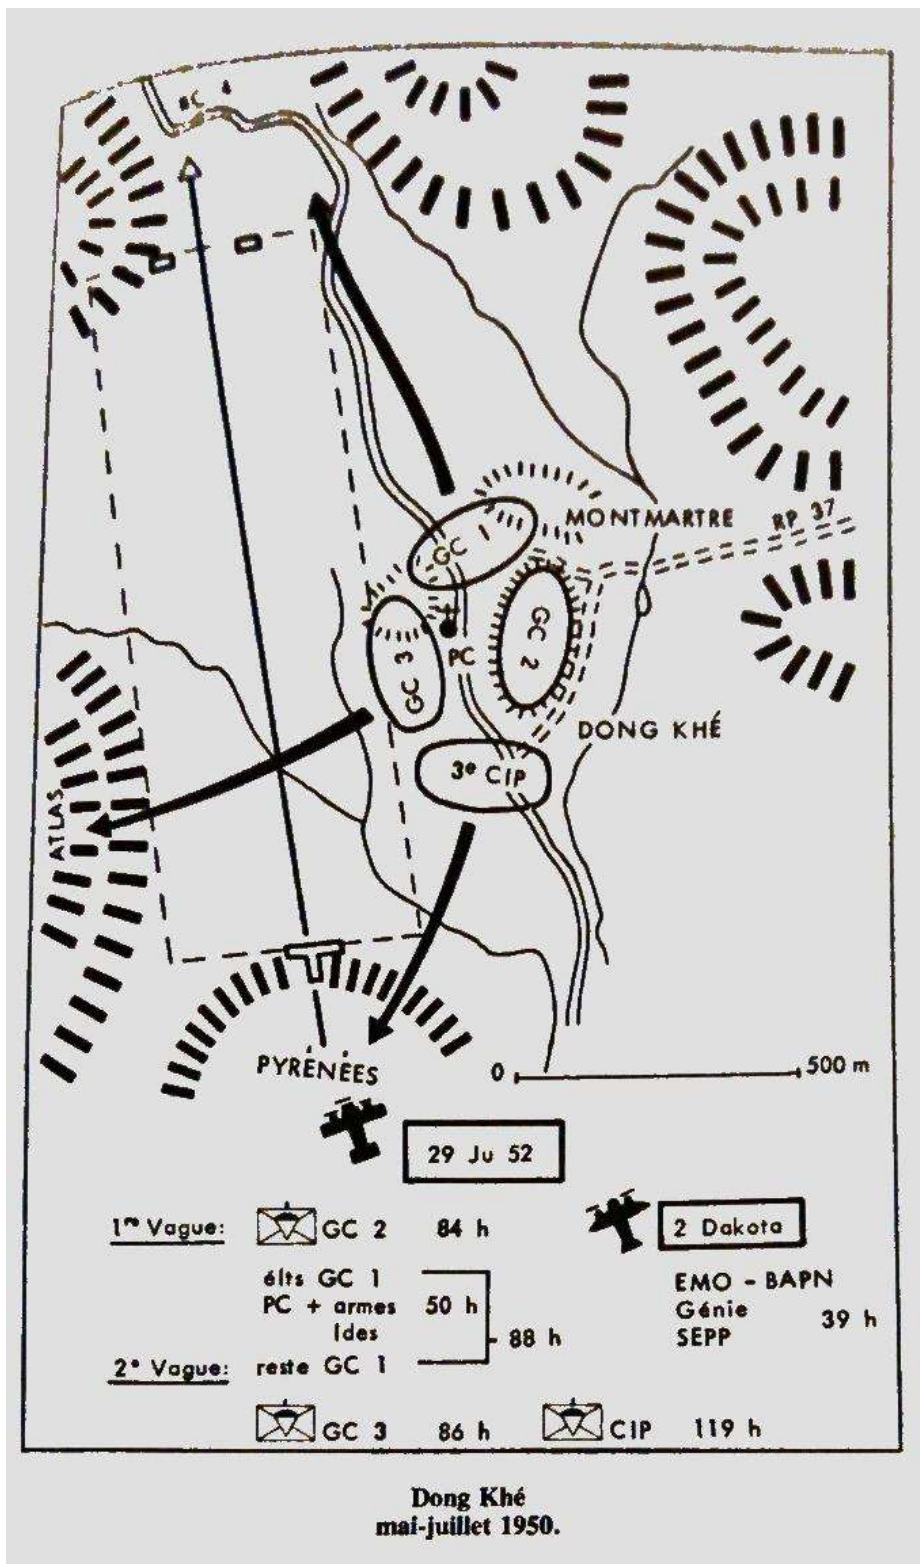 RC 4
MONTMARTRE
RP 37
GC 1
GC 2
GC 3
PC
DONG KHÉ
3e CIP
ATLAS
PYRÉNÉES
0 500 m
29 Ju 52
1re Vague: GC 2 84 h
2 Dakota
élts GC 1
PC + armes 50 h
ldes
88 h
EMO - BAPN
Génie 39 h
SEPP
2e Vague: reste GC 1
GC 3 86 h CIP 119 h
Dong Khé
mai-juillet 1950.